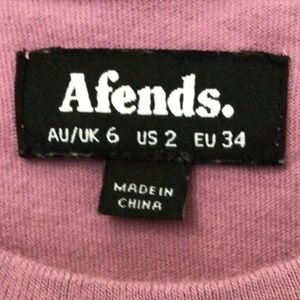 Afends.
AU/UK 6 US 2 EU 34
MADE IN
CHINA